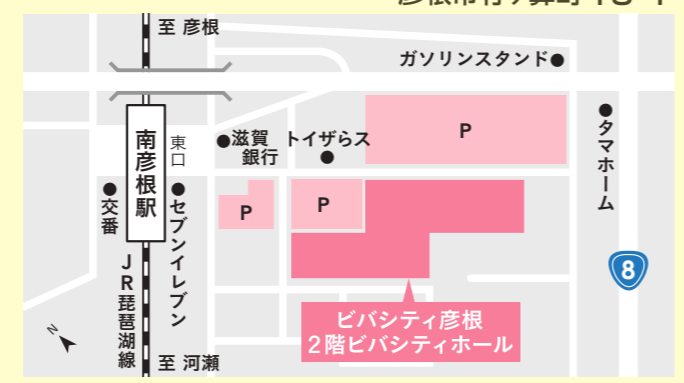 至 彦根
ガソリンスタンド
P
タマホーム
トイザらス
滋賀
銀行
東口
南彦根駅
交番
セブンイレブン
P
P
8
JR琵琶湖線
ビバシティ彦根
2階ビバシティホール
N
至 河瀬